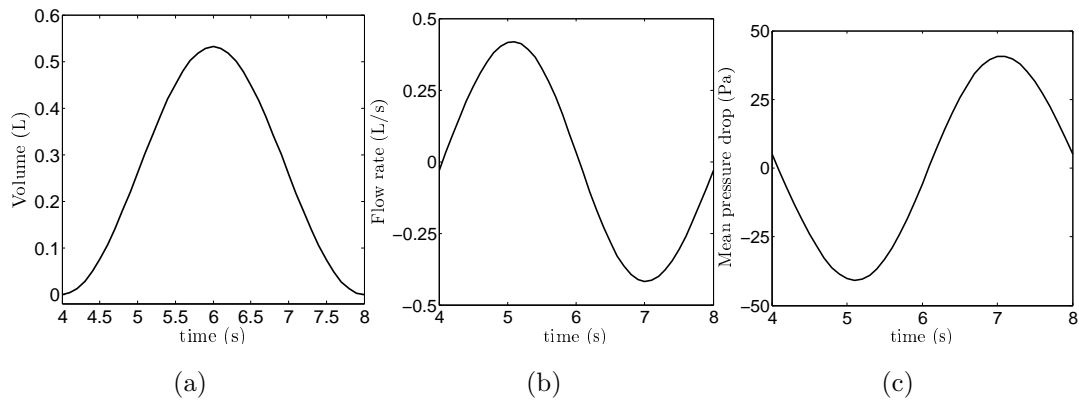 0.6
0.5
0.4
0.3
0.2
0.1
0
Volume (L)
4 4.5 5 5.5 6 6.5 7 7.5 8
time (s)
(a)
0.5
0.25
0
−0.25
−0.5
Flow rate (L/s)
4 5 6 7 8
time (s)
(b)
50
25
0
−25
−50
Mean pressure drop (Pa)
4 5 6 7 8
time (s)
(c)